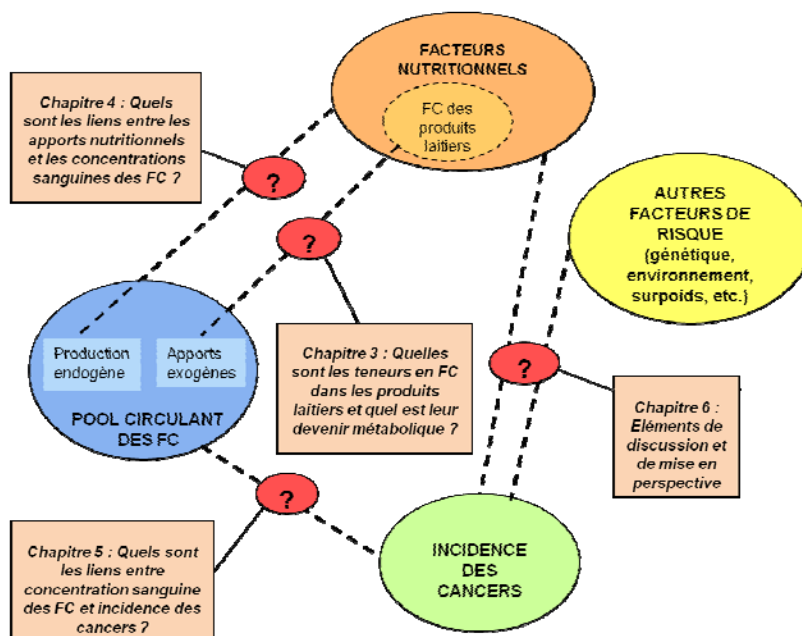 FACTEURS
NUTRITIONNELS
FC des
produits
laitiers
Chapitre 4 : Quels
sont les liens entre les
apports nutritionnels
et les concentrations
sanguines des FC ?
?
?
AUTRES
FACTEURS DE
RISQUE
(génétique,
environnement,
surpoids, etc.)
Production
endogène
Apports
exogènes
POOL CIRCULANT
DES FC
Chapitre 3 : Quelles
sont les teneurs en FC
dans les produits
laitiers et quel est leur
devenir métabolique ?
?
Chapitre 6 :
Eléments de
discussion et
de mise en
perspective
?
Chapitre 5 : Quels sont
les liens entre
concentration sanguine
des FC et incidence des
cancers ?
INCIDENCE
DES
CANCERS